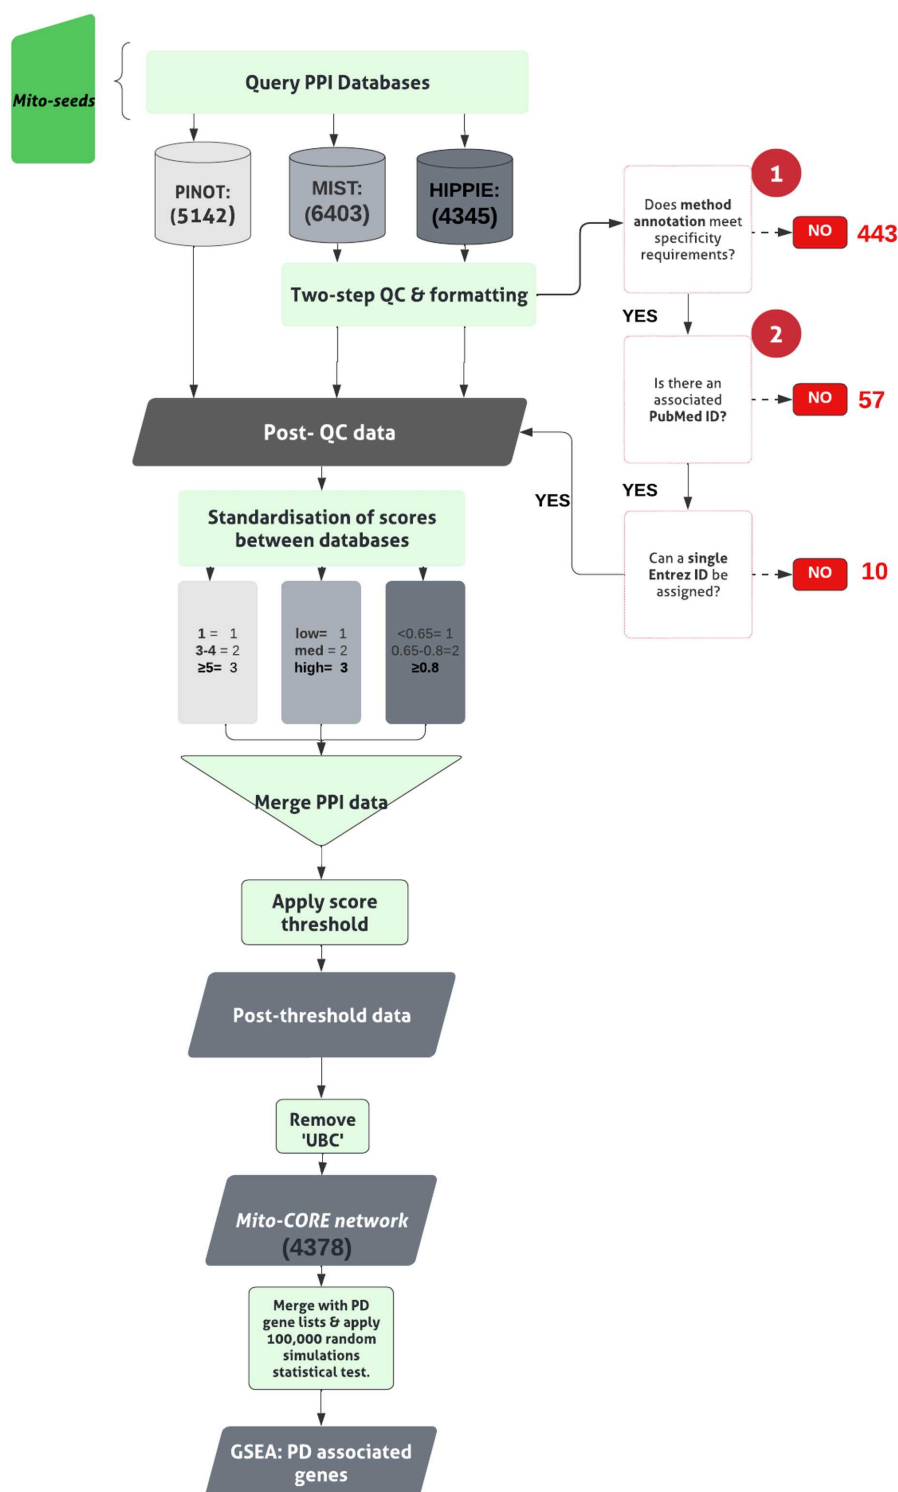 Mito-seeds
Query PPI Databases
PINOT:
(5142)
MIST:
(6403)
HIPPIE:
(4345)
1
Does method
annotation meet
specificity
requirements?
NO 443
Two-step QC & formatting
YES
2
Is there an
associated
PubMed ID?
NO 57
Post- QC data
YES
YES
Can a single
Entrez ID be
assigned?
NO 10
Standardisation of scores
between databases
1 = 1
3-4 = 2
≥5= 3
low= 1
med = 2
high= 3
<0.65= 1
0.65-0.8=2
≥0.8
Merge PPI data
Apply score
threshold
Post-threshold data
Remove
'UBC'
Mito-CORE network
(4378)
Merge with PD
gene lists & apply
100,000 random
simulations
statistical test.
GSEA: PD associated
genes